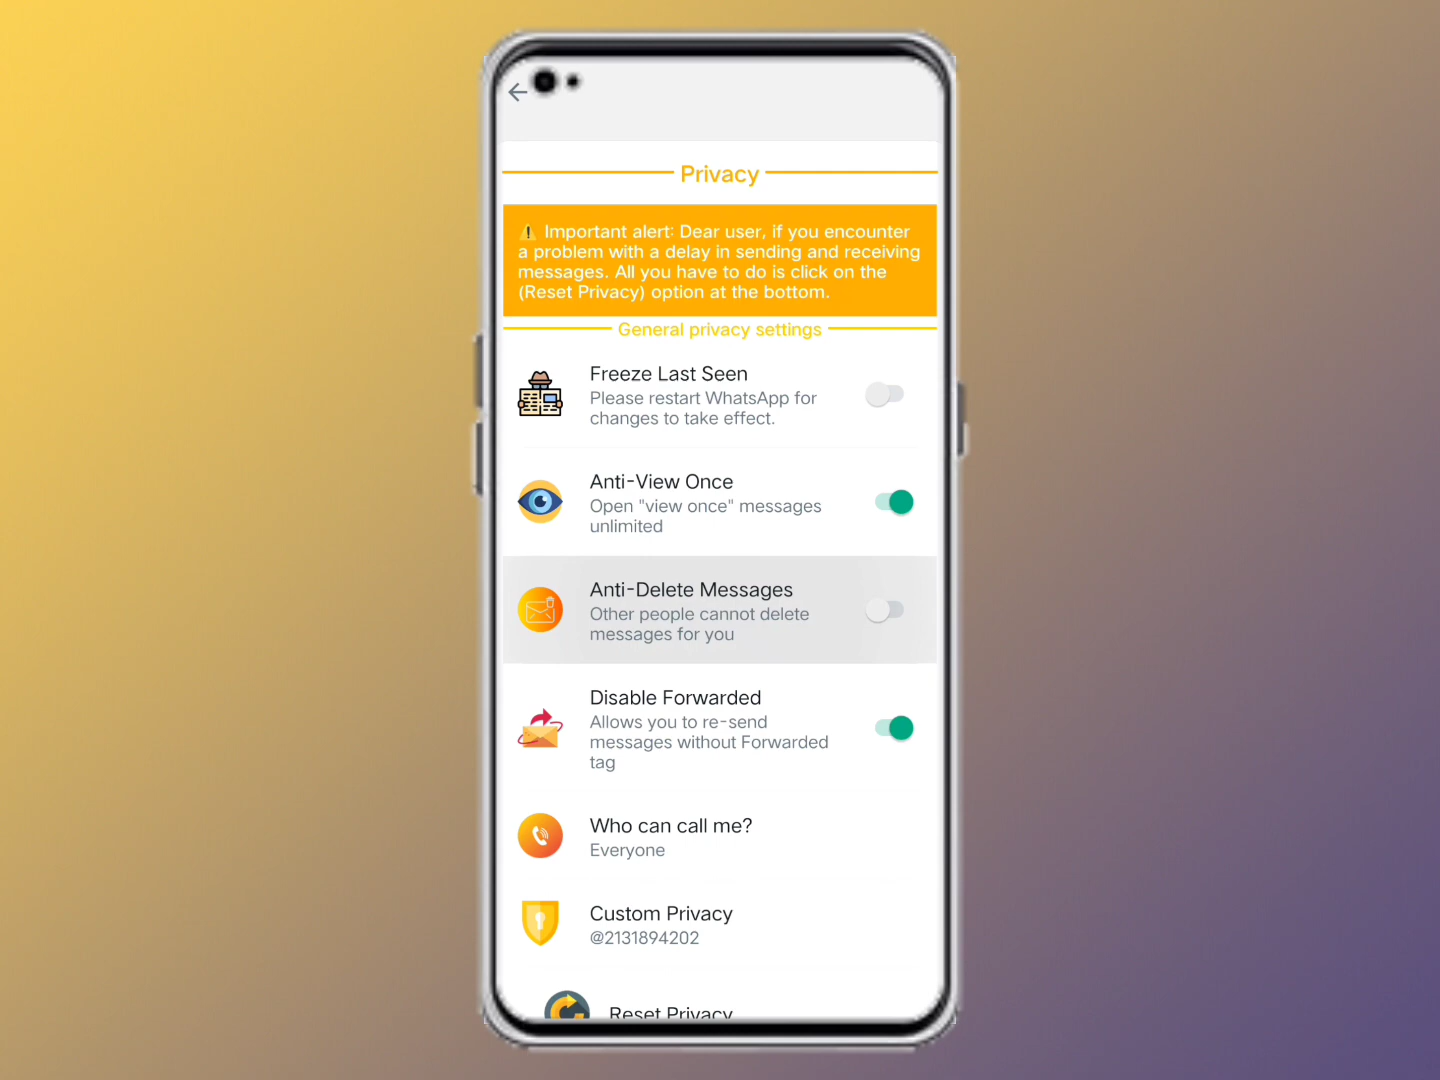 Privacy
⚠ Important alert: Dear user, if you encounter
a problem with a delay in sending and receiving
messages. All you have to do is click on the
(Reset Privacy) option at the bottom.
General privacy settings
Freeze Last Seen
Please restart WhatsApp for
changes to take effect.
Anti-View Once
Open "view once" messages
unlimited
Anti-Delete Messages
Other people cannot delete
messages for you
Disable Forwarded
Allows you to re-send
messages without Forwarded
tag
Who can call me?
Everyone
Custom Privacy
@2131894202
Reset Privacy